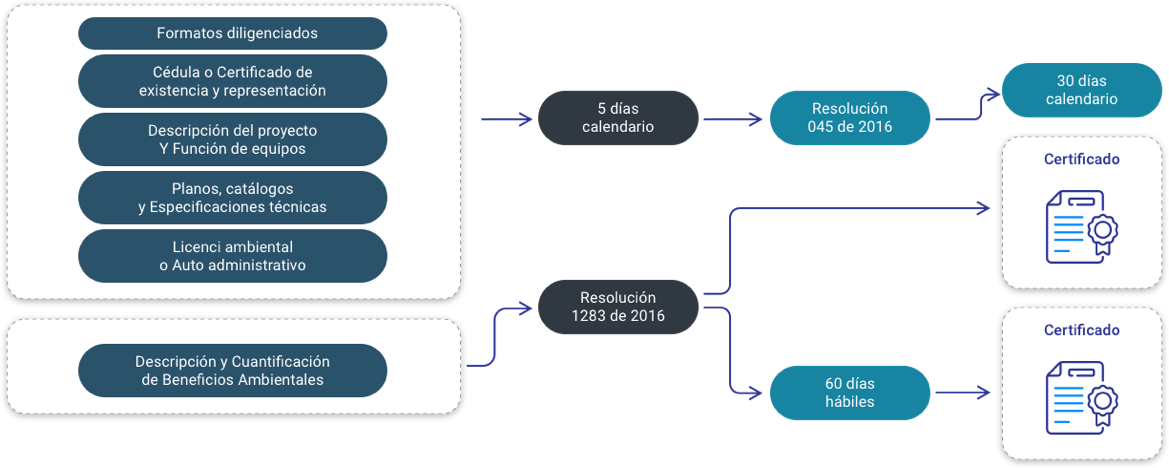 Formatos diligenciados
Cédula o Certificado de
existencia y representación
Descripción del proyecto
Y Función de equipos
Planos, catálogos
y Especificaciones técnicas
Licenci ambiental
o Auto administrativo
5 días
calendario
Resolución
045 de 2016
30 días
calendario
Certificado
Descripción y Cuantificación
de Beneficios Ambientales
Resolución
1283 de 2016
60 días
hábiles
Certificado